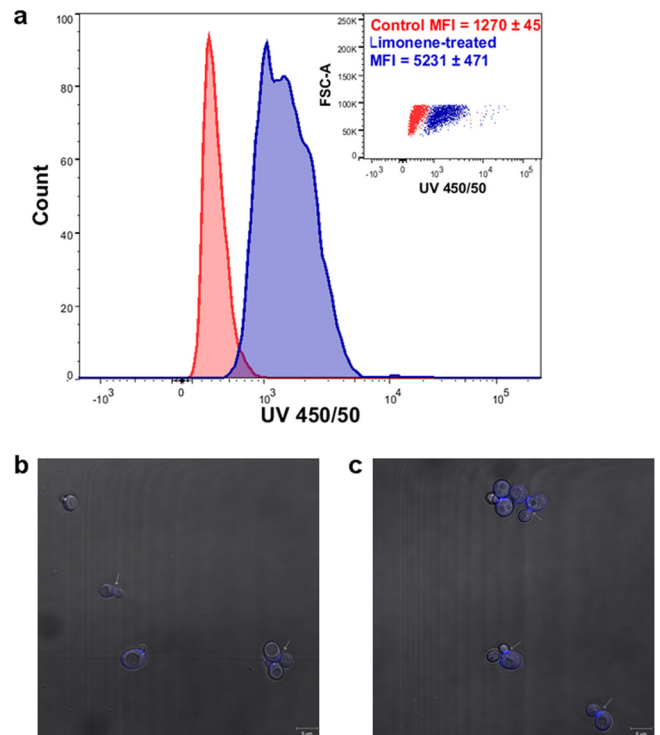 a
Control MFI = 1270 ± 45
Limonene-treated
MFI = 5231 ± 471
250K
200K
150K
100K
50K
0
FSC-A
-10³ 0 10³ 10⁴ 10⁵
UV 450/50
100
80
60
40
20
0
Count
-10³ 0 10³ 10⁴ 10⁵
UV 450/50
b c